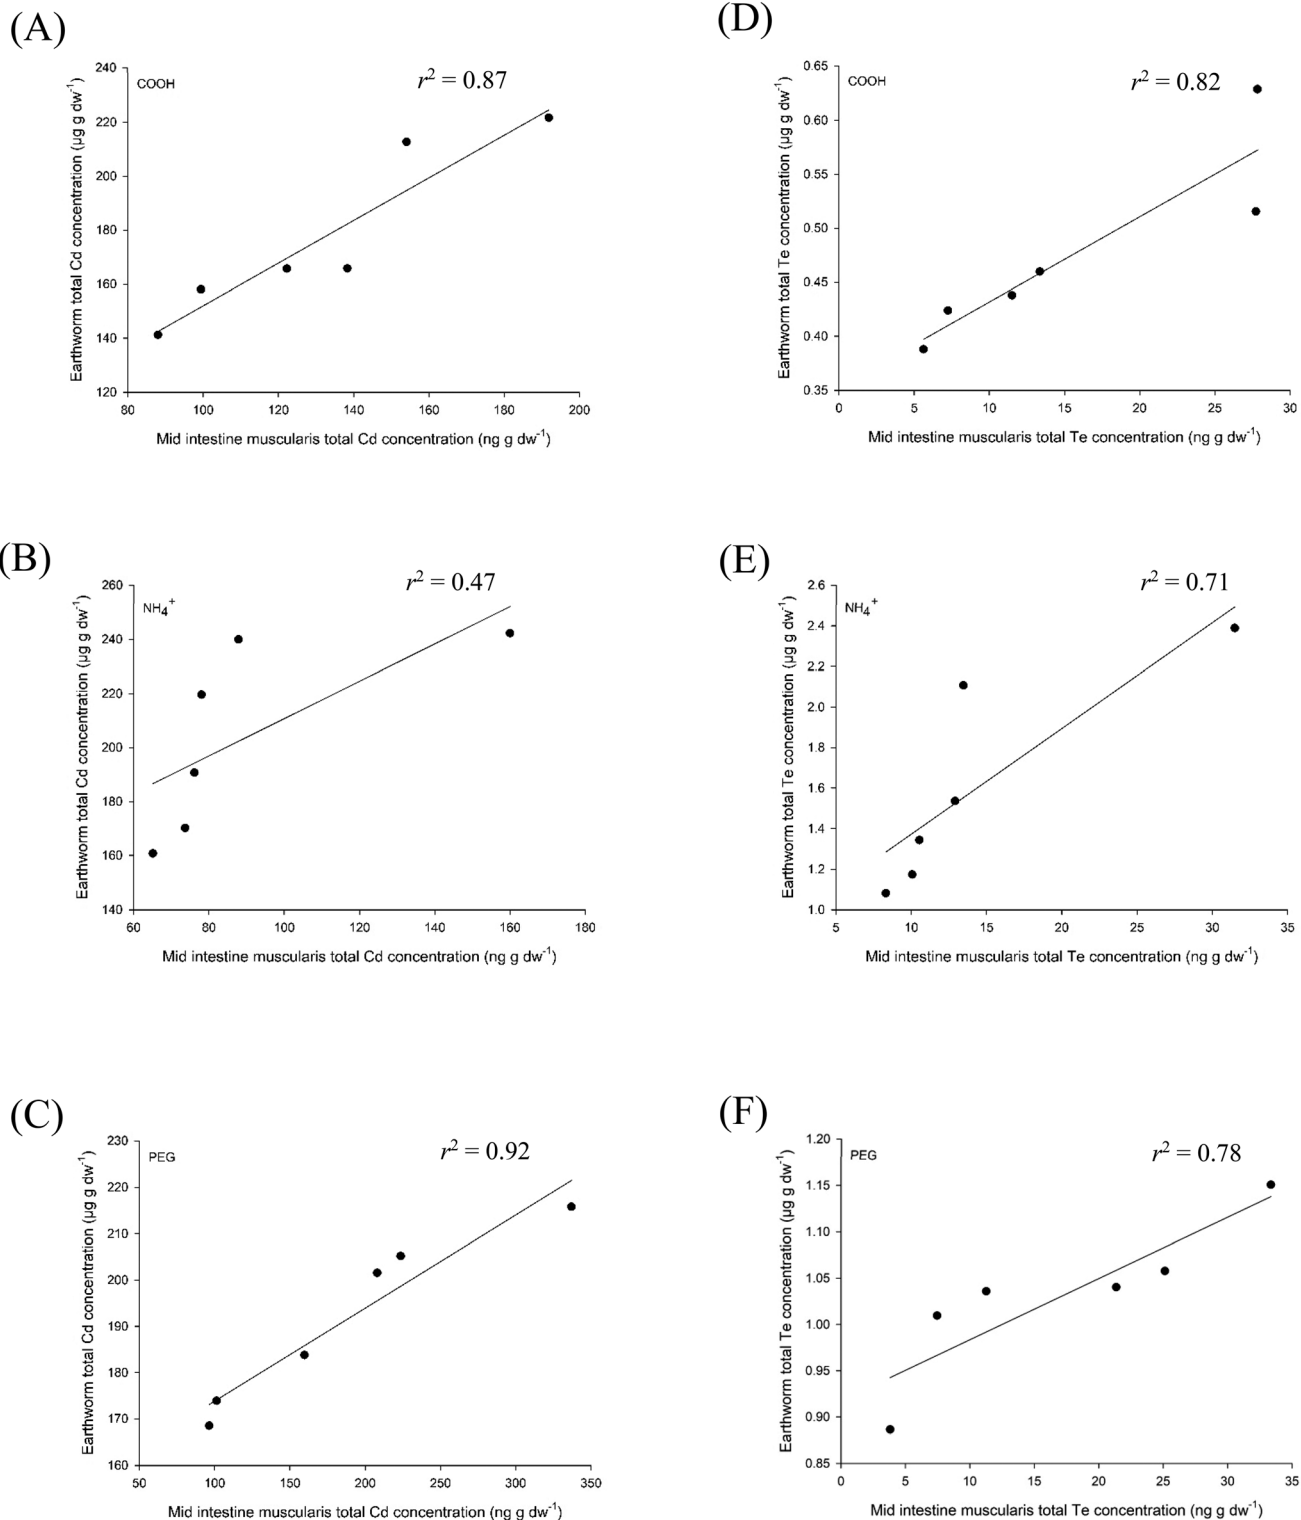 (A)
COOH
r² = 0.87
Earthworm total Cd concentration (µg g dw⁻¹)
240
220
200
180
160
140
120
80 100 120 140 160 180 200
Mid intestine muscularis total Cd concentration (ng g dw⁻¹)
(D)
COOH
r² = 0.82
Earthworm total Te concentration (µg g dw⁻¹)
0.65
0.60
0.55
0.50
0.45
0.40
0.35
0 5 10 15 20 25 30
Mid intestine muscularis total Te concentration (ng g dw⁻¹)
(B)
NH₄⁺
r² = 0.47
Earthworm total Cd concentration (µg g dw⁻¹)
260
240
220
200
180
160
140
60 80 100 120 140 160 180
Mid intestine muscularis total Cd concentration (ng g dw⁻¹)
(E)
NH₄⁺
r² = 0.71
Earthworm total Te concentration (µg g dw⁻¹)
2.6
2.4
2.2
2.0
1.8
1.6
1.4
1.2
1.0
5 10 15 20 25 30 35
Mid intestine muscularis total Te concentration (ng g dw⁻¹)
(C)
PEG
r² = 0.92
Earthworm total Cd concentration (µg g dw⁻¹)
230
220
210
200
190
180
170
160
50 100 150 200 250 300 350
Mid intestine muscularis total Cd concentration (ng g dw⁻¹)
(F)
PEG
r² = 0.78
Earthworm total Te concentration (µg g dw⁻¹)
1.20
1.15
1.10
1.05
1.00
0.95
0.90
0.85
0 5 10 15 20 25 30 35
Mid intestine muscularis total Te concentration (ng g dw⁻¹)